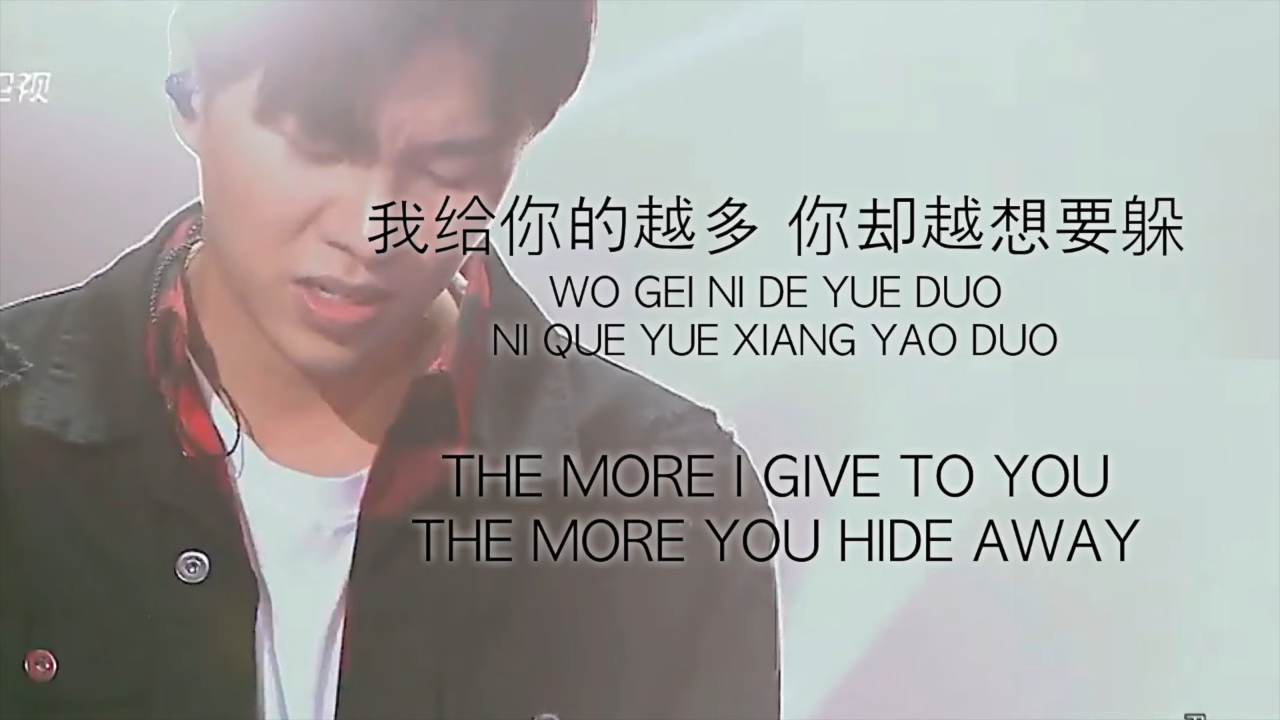 视
我给你的越多 你却越想要躲
WO GEI NI DE YUE DUO
NI QUE YUE XIANG YAO DUO
THE MORE I GIVE TO YOU
THE MORE YOU HIDE AWAY